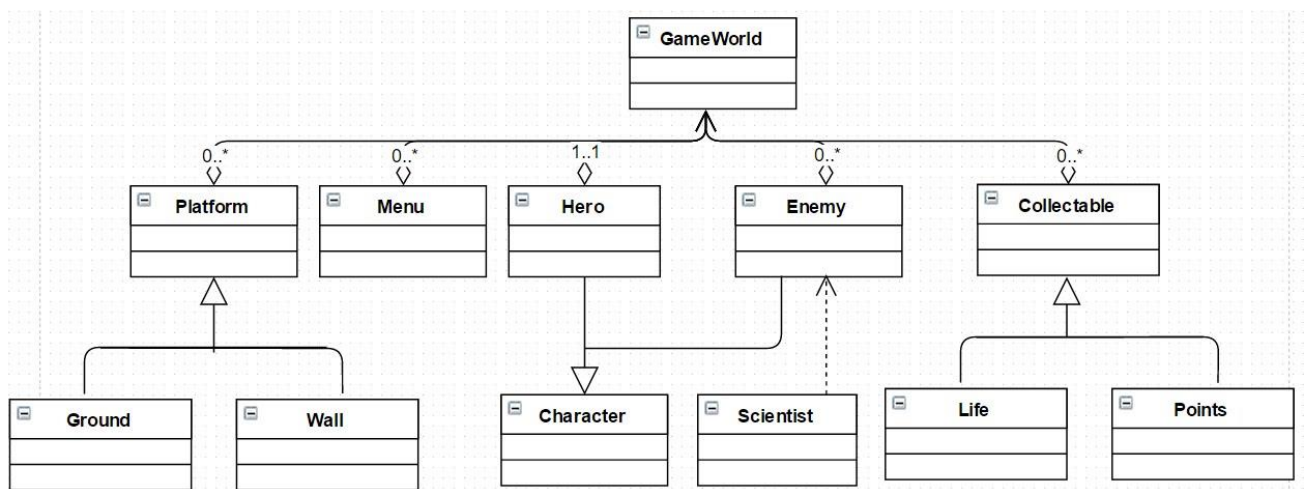 GameWorld
0..*
0..*
1..1
0..*
0..*
Platform
Menu
Hero
Enemy
Collectable
Ground
Wall
Character
Scientist
Life
Points